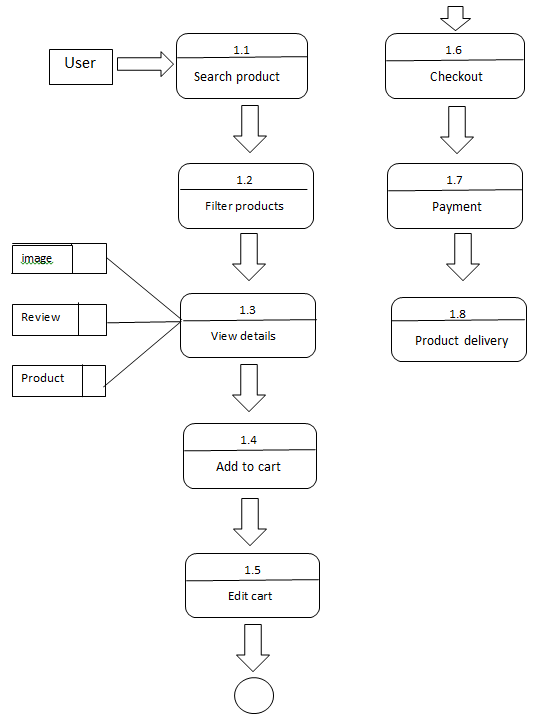 User
1.1
Search product
1.2
Filter products
image
Review
Product
1.3
View details
1.4
Add to cart
1.5
Edit cart
1.6
Checkout
1.7
Payment
1.8
Product delivery